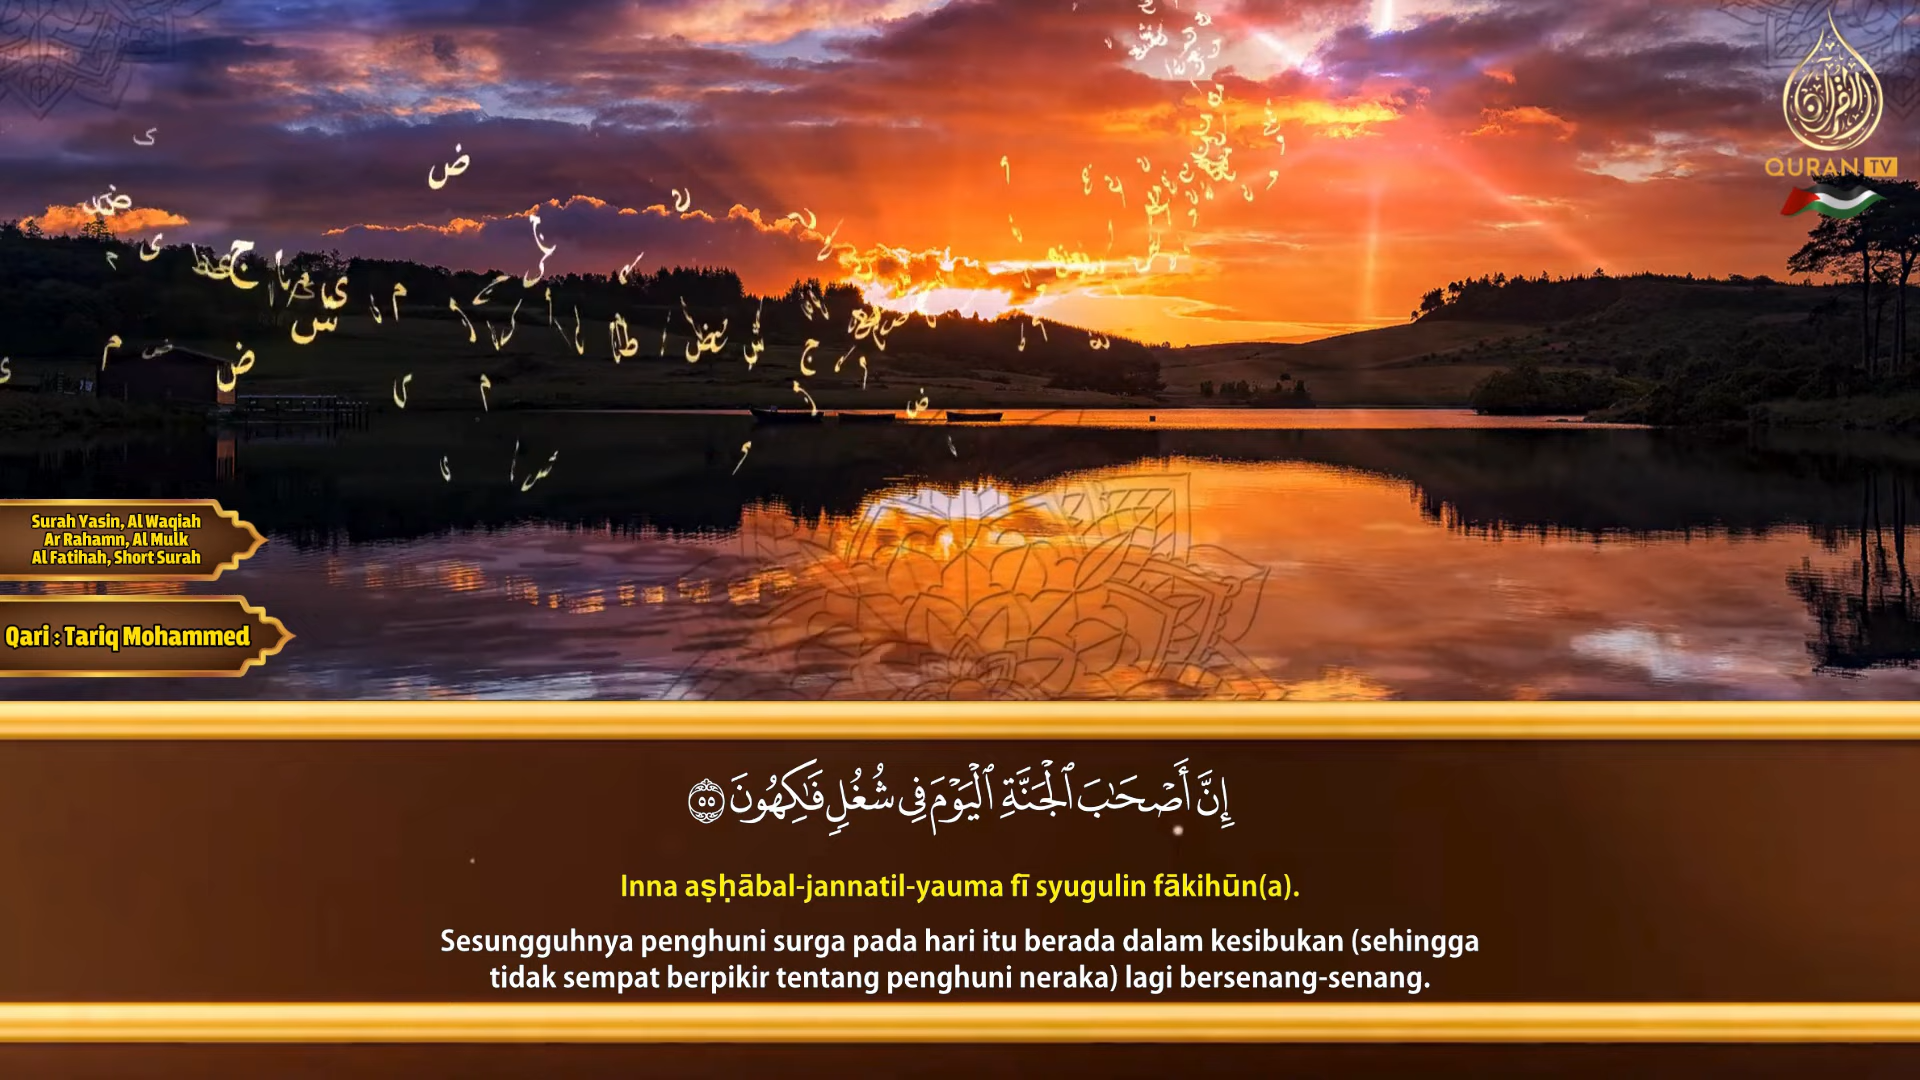 القرآن
QURAN TV
Surah Yasin, Al Waqiah
Ar Rahamn, Al Mulk
Al Fatihah, Short Surah
Qari : Tariq Mohammed
إِنَّ أَصْحَـٰبَ ٱلْجَنَّةِ ٱلْيَوْمَ فِى شُغُلٍ فَـٰكِهُونَ ٥٥
Inna aṣḥābal-jannatil-yauma fī syugulin fākihūn(a).
Sesungguhnya penghuni surga pada hari itu berada dalam kesibukan (sehingga
tidak sempat berpikir tentang penghuni neraka) lagi bersenang-senang.